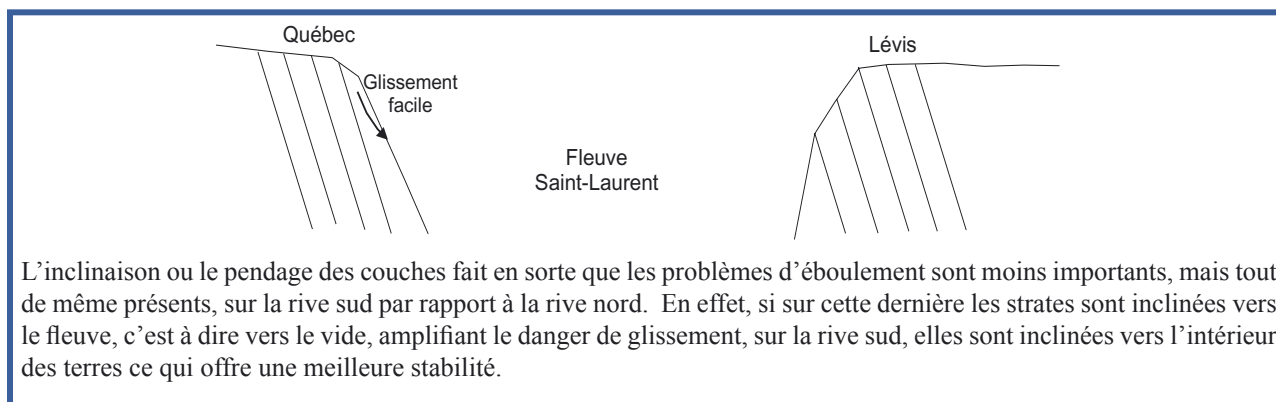 Québec
Lévis
Glissement
facile
Fleuve
Saint-Laurent
L’inclinaison ou le pendage des couches fait en sorte que les problèmes d’éboulement sont moins importants, mais tout
de même présents, sur la rive sud par rapport à la rive nord. En effet, si sur cette dernière les strates sont inclinées vers
le fleuve, c’est à dire vers le vide, amplifiant le danger de glissement, sur la rive sud, elles sont inclinées vers l’intérieur
des terres ce qui offre une meilleure stabilité.